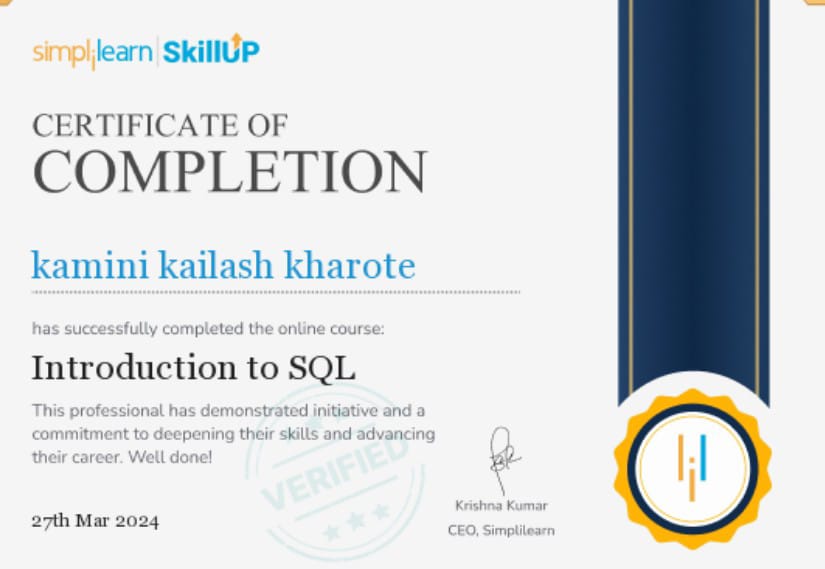 simplilearn | SkillUP
CERTIFICATE OF
COMPLETION
kamini kailash kharote
has successfully completed the online course:
Introduction to SQL
This professional has demonstrated initiative and a
commitment to deepening their skills and advancing
their career. Well done!
VERIFIED
27th Mar 2024
Krishna Kumar
CEO, Simplilearn